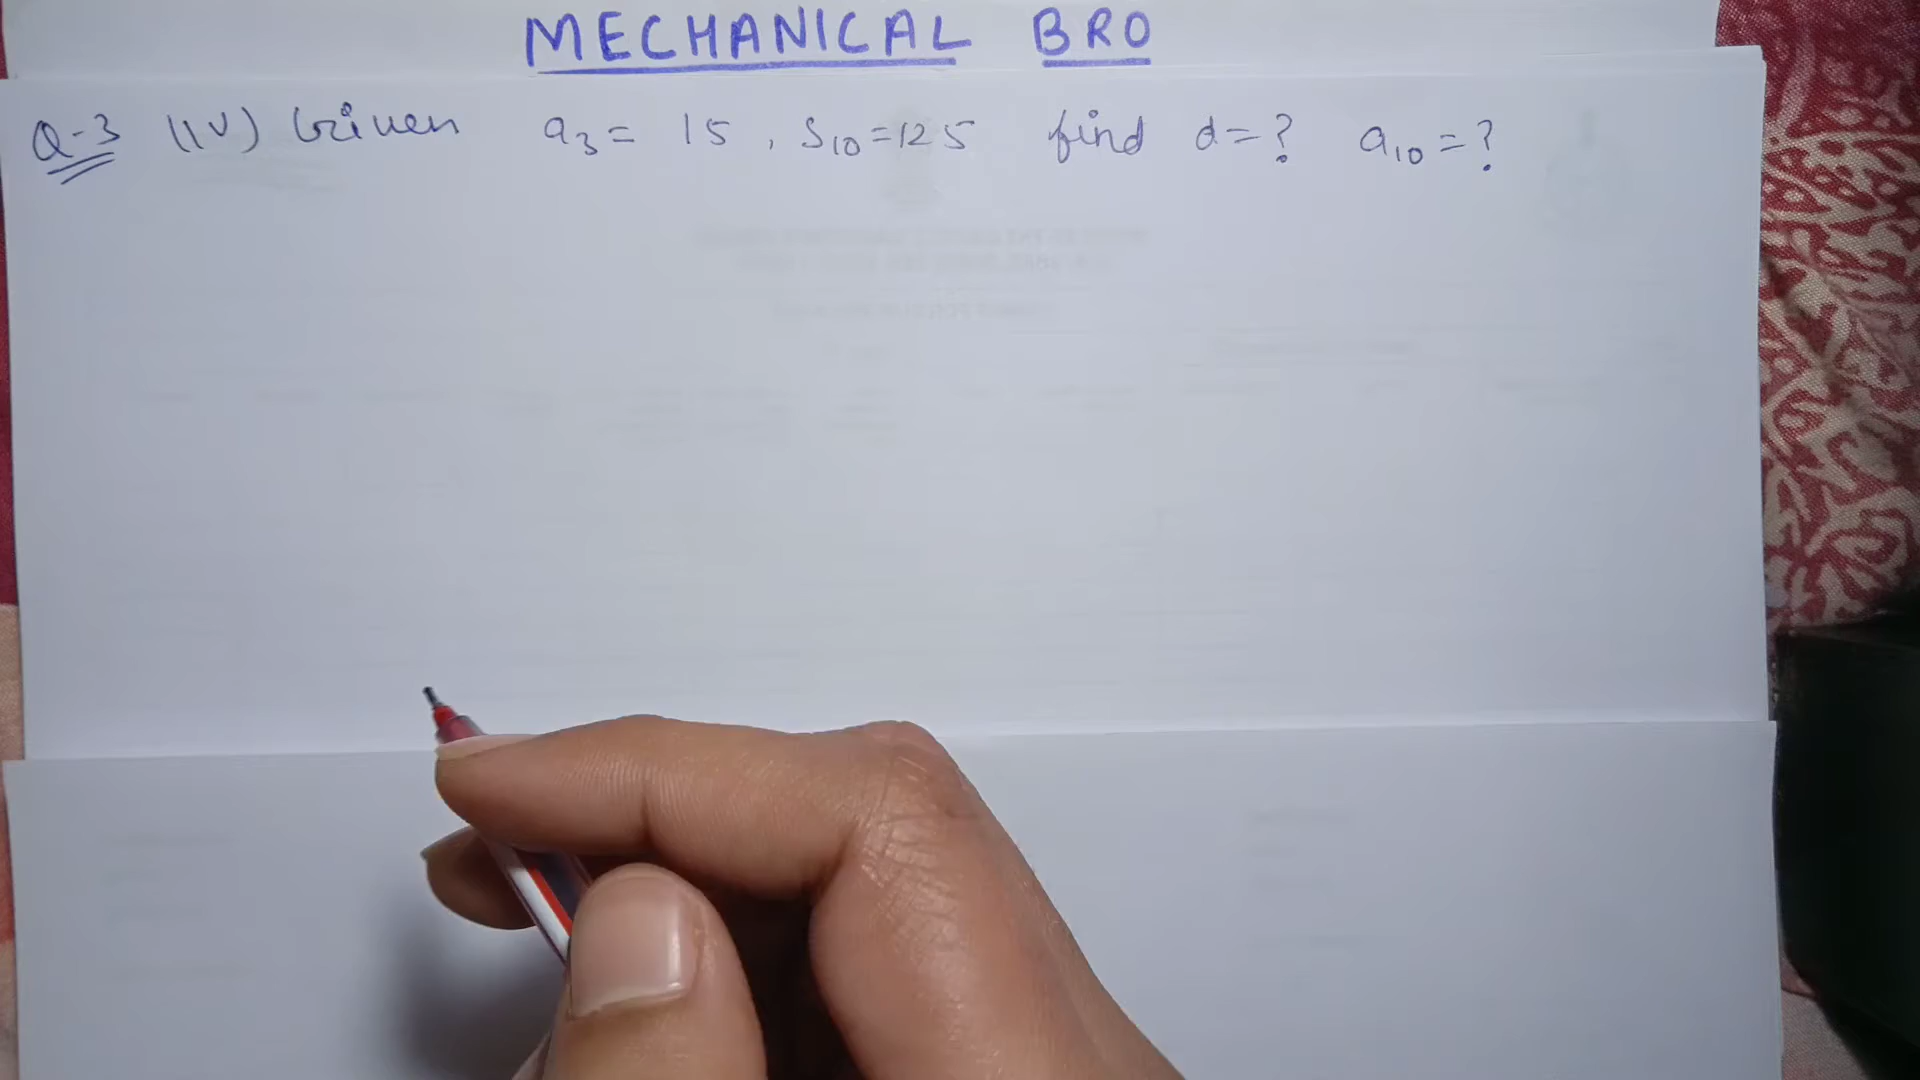 MECHANICAL BRO
Q-3 (IV) Given a₃ = 15, S₁₀ = 125 find d = ? a₁₀ = ?